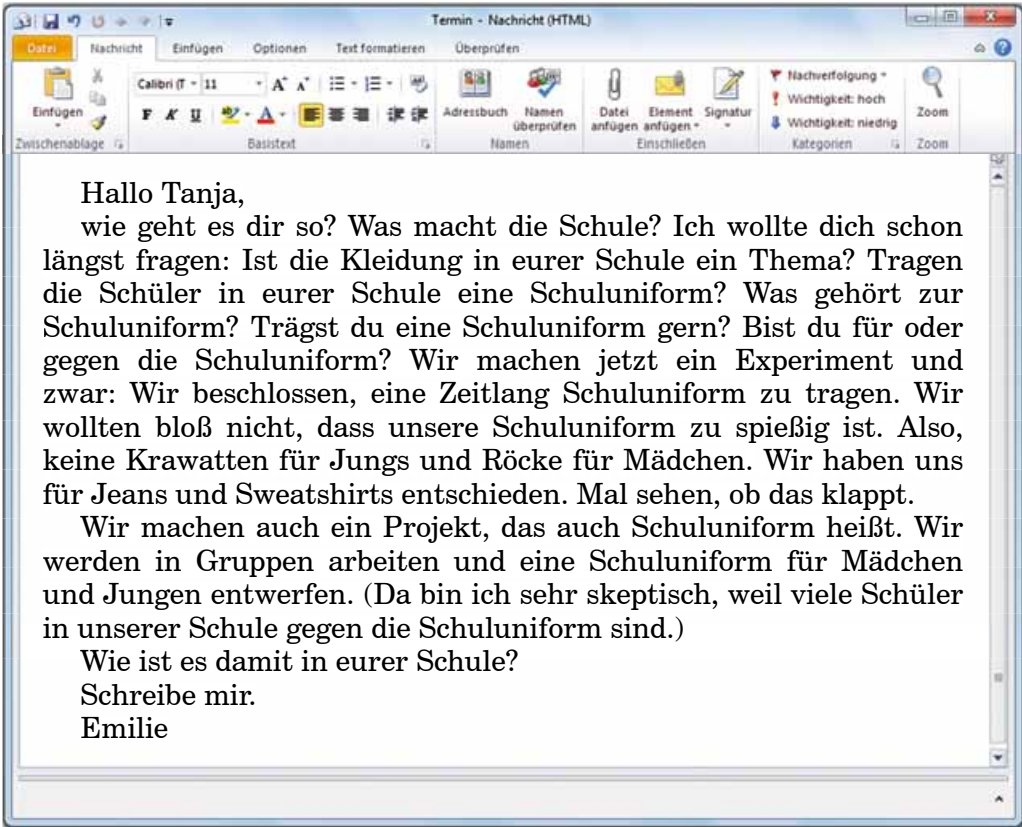 Termin - Nachricht (HTML)
Datei Nachricht Einfügen Optionen Text formatieren Überprüfen
Einfügen
Zwischenablage
Calibri (T 11
F K U
Basistext
Adressbuch Namen überprüfen
Namen
Datei anfügen Element anfügen Signatur
Einschließen
Nachverfolgung
Wichtigkeit: hoch
Wichtigkeit: niedrig
Kategorien
Zoom
Zoom
Hallo Tanja,
wie geht es dir so? Was macht die Schule? Ich wollte dich schon
längst fragen: Ist die Kleidung in eurer Schule ein Thema? Tragen
die Schüler in eurer Schule eine Schuluniform? Was gehört zur
Schuluniform? Trägst du eine Schuluniform gern? Bist du für oder
gegen die Schuluniform? Wir machen jetzt ein Experiment und
zwar: Wir beschlossen, eine Zeitlang Schuluniform zu tragen. Wir
wollten bloß nicht, dass unsere Schuluniform zu spießig ist. Also,
keine Krawatten für Jungs und Röcke für Mädchen. Wir haben uns
für Jeans und Sweatshirts entschieden. Mal sehen, ob das klappt.
Wir machen auch ein Projekt, das auch Schuluniform heißt. Wir
werden in Gruppen arbeiten und eine Schuluniform für Mädchen
und Jungen entwerfen. (Da bin ich sehr skeptisch, weil viele Schüler
in unserer Schule gegen die Schuluniform sind.)
Wie ist es damit in eurer Schule?
Schreibe mir.
Emilie